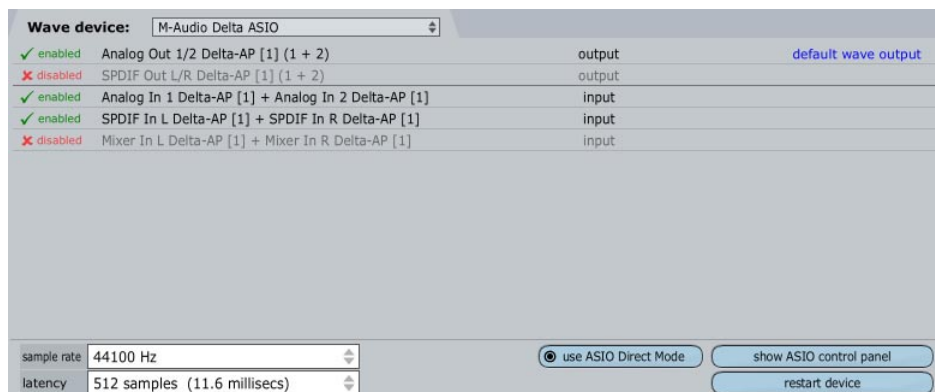 Wave device: M-Audio Delta ASIO
enabled Analog Out 1/2 Delta-AP [1] (1 + 2) output default wave output
disabled SPDIF Out L/R Delta-AP [1] (1 + 2) output
enabled Analog In 1 Delta-AP [1] + Analog In 2 Delta-AP [1] input
enabled SPDIF In L Delta-AP [1] + SPDIF In R Delta-AP [1] input
disabled Mixer In L Delta-AP [1] + Mixer In R Delta-AP [1] input
sample rate 44100 Hz use ASIO Direct Mode show ASIO control panel
latency 512 samples (11.6 millisecs) restart device